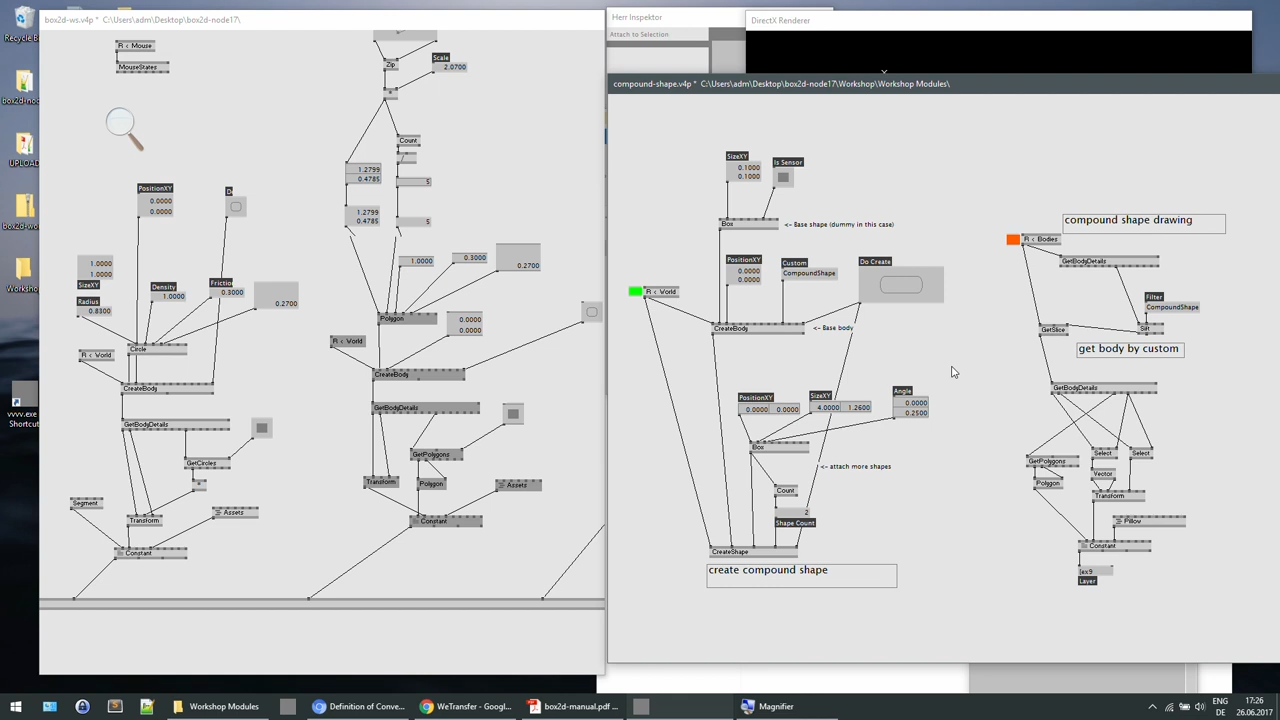 box2d-ws.v4p * C:\Users\adm\Desktop\box2d-node17\
R < Mouse
MouseStates
Zip
Scale
2.0700
Count
1.2799
0.4785
5
1.2799
0.4785
5
PositionXY
0.0000
0.0000
1.0000
1.0000
SizeXY
Radius
0.8300
Density
1.0000
Friction
0.3000
0.2700
1.0000
0.3000
0.2700
Polygon
0.0000
0.0000
Circle
R < World
R < World
CreateBody
CreateBody
GetBodyDetails
GetBodyDetails
GetCircles
GetPolygons
Transform
Polygon
Assets
Segment
Transform
Assets
Constant
Constant
Herr Inspektor
Attach to Selection
DirectX Renderer
compound-shape.v4p * C:\Users\adm\Desktop\box2d-node17\Workshop\Workshop Modules\
SizeXY
0.1000
0.1000
Is Sensor
Box
<- Base shape (dummy in this case)
PositionXY
0.0000
0.0000
Custom
CompoundShape
Do Create
R < World
CreateBody
<- Base body
PositionXY
0.0000 0.0000
SizeXY
4.0000 1.2600
Angle
0.0000
0.2500
Box
<- attach more shapes
Count
2
Shape Count
CreateShape
create compound shape
compound shape drawing
R < Bodies
GetBodyDetails
Filter
CompoundShape
GetSlice
Sift
get body by custom
GetBodyDetails
GetPolygons
Select
Select
Polygon
Vector
Transform
Pillow
Constant
Layer
Workshop
UPLOAD
vvvv.exe
Shortcut
Workshop Modules
Definition of Conve...
WeTransfer - Googl...
box2d-manual.pdf ...
Magnifier
ENG
DE
17:26
26.06.2017